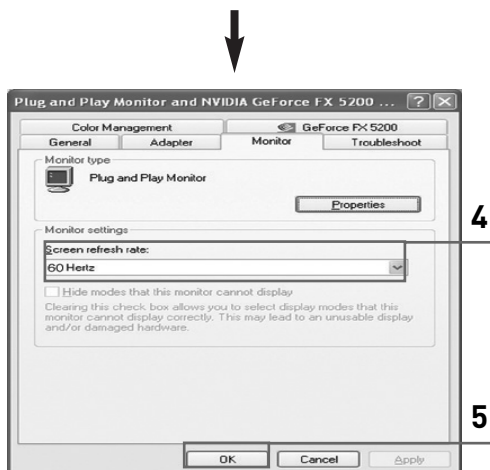 Plug and Play Monitor and NVIDIA GeForce FX 5200 ...
Color Management
GeForce FX 5200
General
Adapter
Monitor
Troubleshoot
Monitor type
Plug and Play Monitor
Properties
4
Monitor settings
Screen refresh rate:
60 Hertz
Hide modes that this monitor cannot display
Clearing this check box allows you to select display modes that this
monitor cannot display correctly. This may lead to an unusable display
and/or damaged hardware.
5
OK
Cancel
Apply